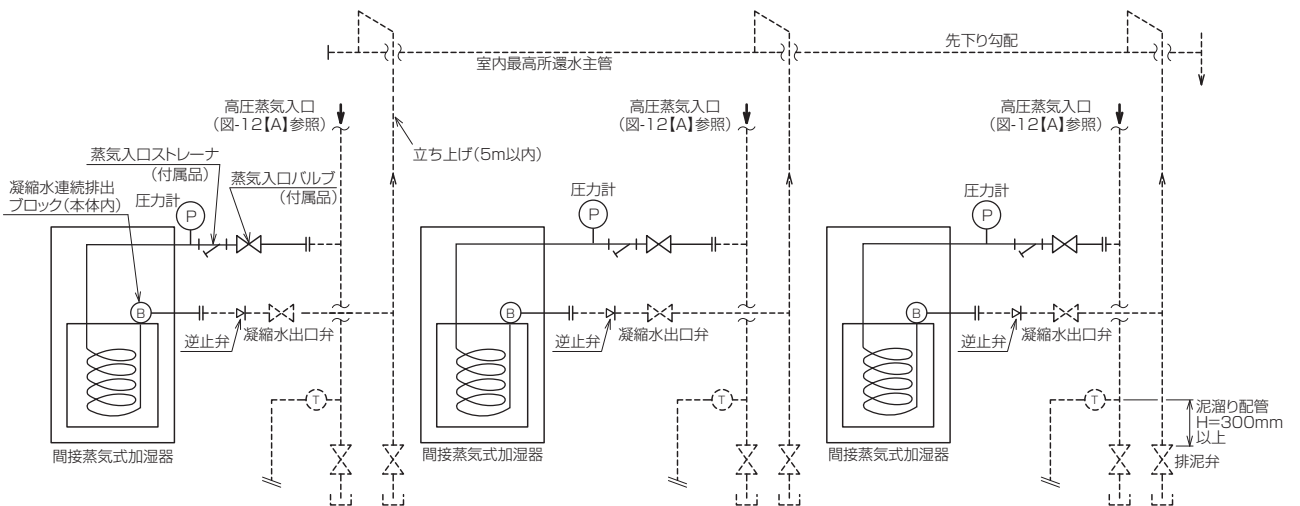 先下り勾配
室内最高所還水主管
高圧蒸気入口
(図-12【A】参照)
高圧蒸気入口
(図-12【A】参照)
高圧蒸気入口
(図-12【A】参照)
立ち上げ(5m以内)
蒸気入口ストレーナ
(付属品)
蒸気入口バルブ
(付属品)
凝縮水連続排出
ブロック(本体内)
圧力計
P
圧力計
P
圧力計
P
B
逆止弁
凝縮水出口弁
B
逆止弁
凝縮水出口弁
B
逆止弁
凝縮水出口弁
T
T
T
泥溜り配管
H=300mm
以上
排泥弁
間接蒸気式加湿器
間接蒸気式加湿器
間接蒸気式加湿器